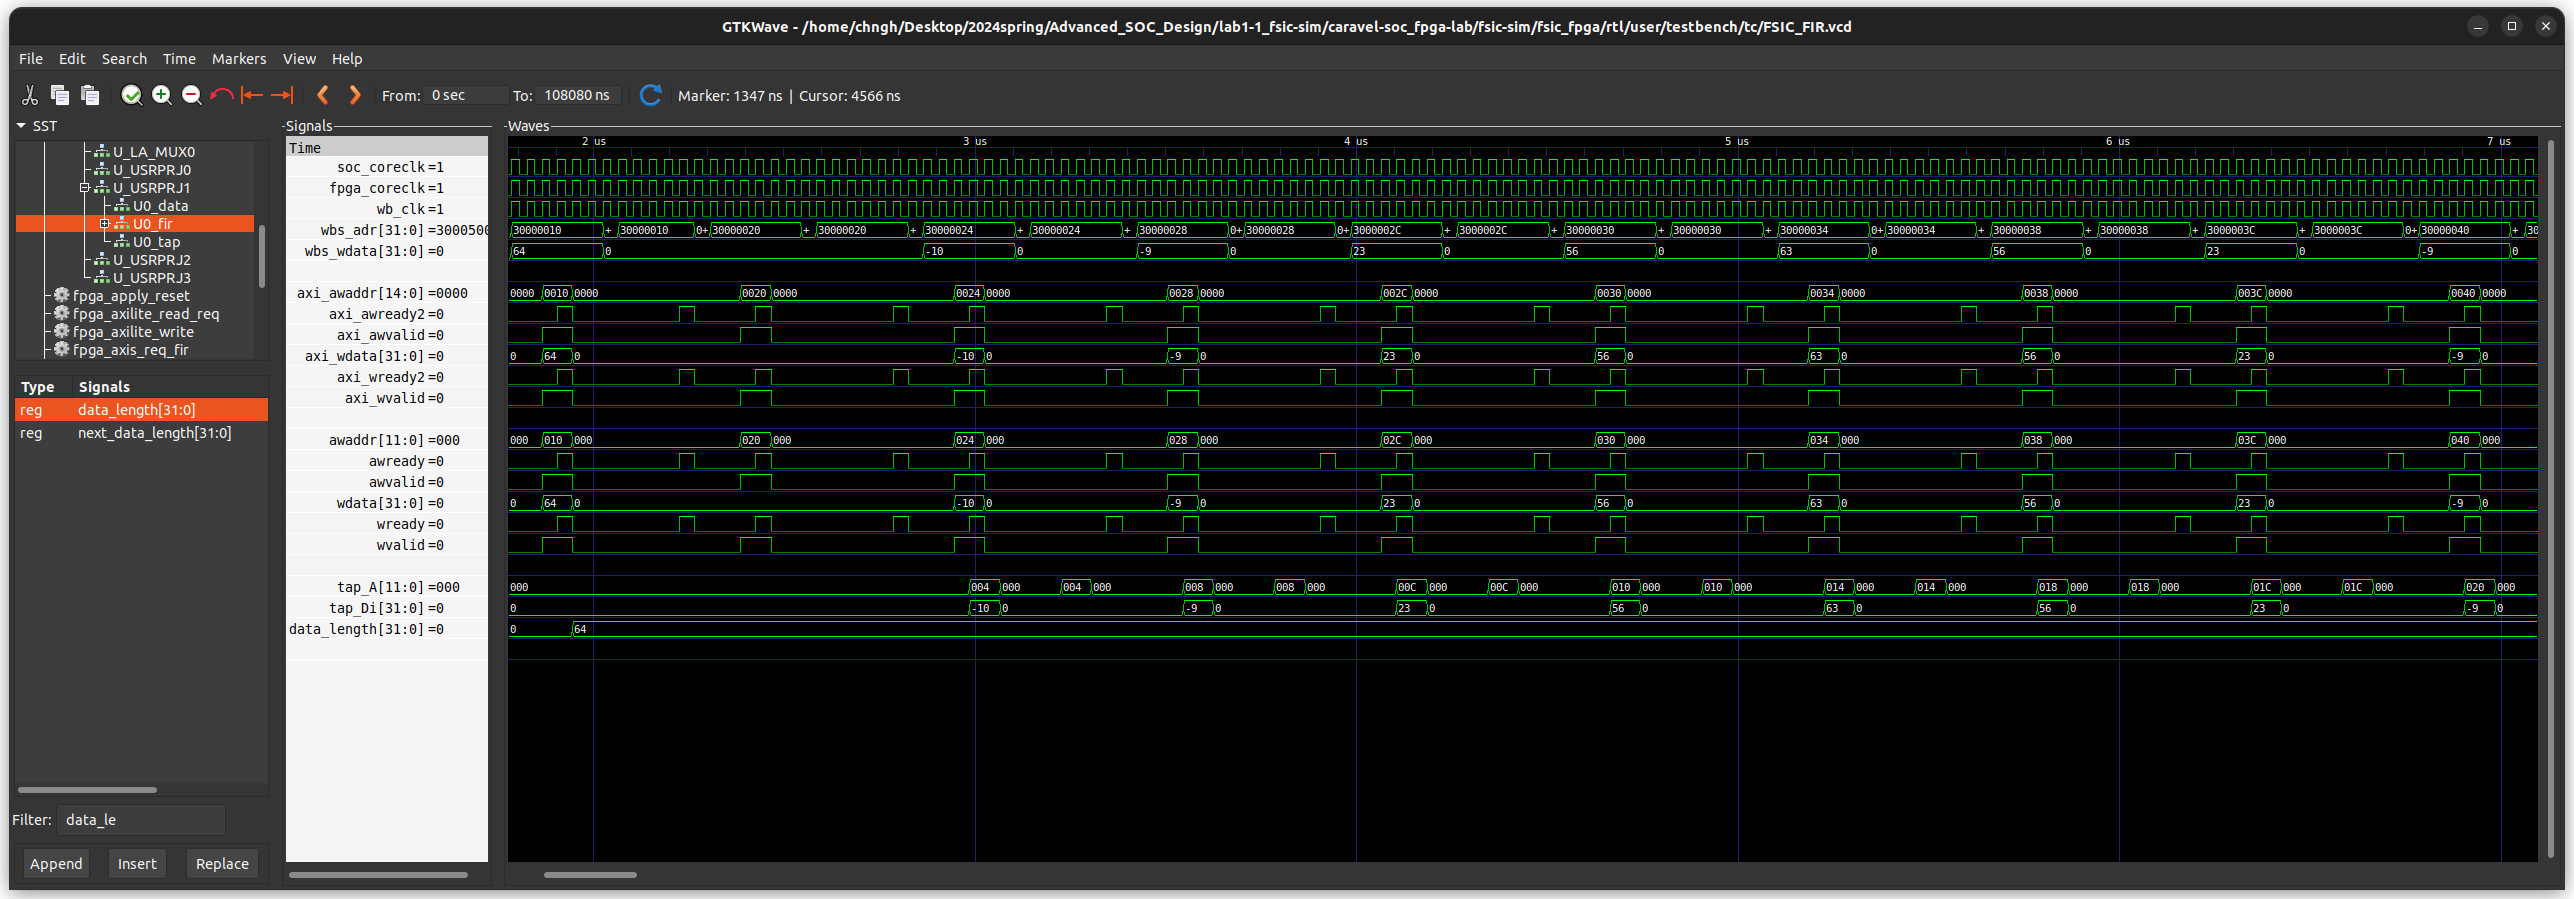 GTKWave - /home/chngh/Desktop/2024spring/Advanced_SOC_Design/lab1-1_fsic-sim/caravel-soc_fpga-lab/fsic-sim/fsic_fpga/rtl/user/testbench/tc/FSIC_FIR.vcd
File Edit Search Time Markers View Help
From: 0 sec To: 108080 ns Marker: 1347 ns | Cursor: 4566 ns
SST
U_LA_MUX0
U_USRPRJ0
U_USRPRJ1
U0_data
U0_fir
U0_tap
U_USRPRJ2
U_USRPRJ3
fpga_apply_reset
fpga_axilite_read_req
fpga_axilite_write
fpga_axis_req_fir
Type Signals
reg data_length[31:0]
reg next_data_length[31:0]
Filter: data_le
Append Insert Replace
Signals
Time
soc_coreclk =1
fpga_coreclk =1
wb_clk =1
wbs_adr[31:0] =3000500
wbs_wdata[31:0] =0
axi_awaddr[14:0] =0000
axi_awready2 =0
axi_awvalid =0
axi_wdata[31:0] =0
axi_wready2 =0
axi_wvalid =0
awaddr[11:0] =000
awready =0
awvalid =0
wdata[31:0] =0
wready =0
wvalid =0
tap_A[11:0] =000
tap_Di[31:0] =0
data_length[31:0] =0
Waves
2 us 3 us 4 us 5 us 6 us 7 us
30000010 + 30000010 0+ 30000020 + 30000020 + 30000024 + 30000024 + 30000028 0+ 30000028 0+ 3000002C + 3000002C + 30000030 + 30000030 + 30000034 0+ 30000034 + 30000038 + 30000038 + 3000003C + 3000003C 0+ 30000040 + 30
64 0 -10 0 -9 0 23 0 56 0 63 0 56 0 23 0 -9 0
0000 0010 0000 0020 0000 0024 0000 0028 0000 002C 0000 0030 0000 0034 0000 0038 0000 003C 0000 0040 0000
0 64 0 -10 0 -9 0 23 0 56 0 63 0 56 0 23 0 -9 0
000 010 000 020 000 024 000 028 000 02C 000 030 000 034 000 038 000 03C 000 040 000
0 64 0 -10 0 -9 0 23 0 56 0 63 0 56 0 23 0 -9 0
000 004 000 004 000 008 000 008 000 00C 000 00C 000 010 000 010 000 014 000 014 000 018 000 018 000 01C 000 01C 000 020 000
0 -10 0 -9 0 23 0 56 0 63 0 56 0 23 0 -9 0
0 64